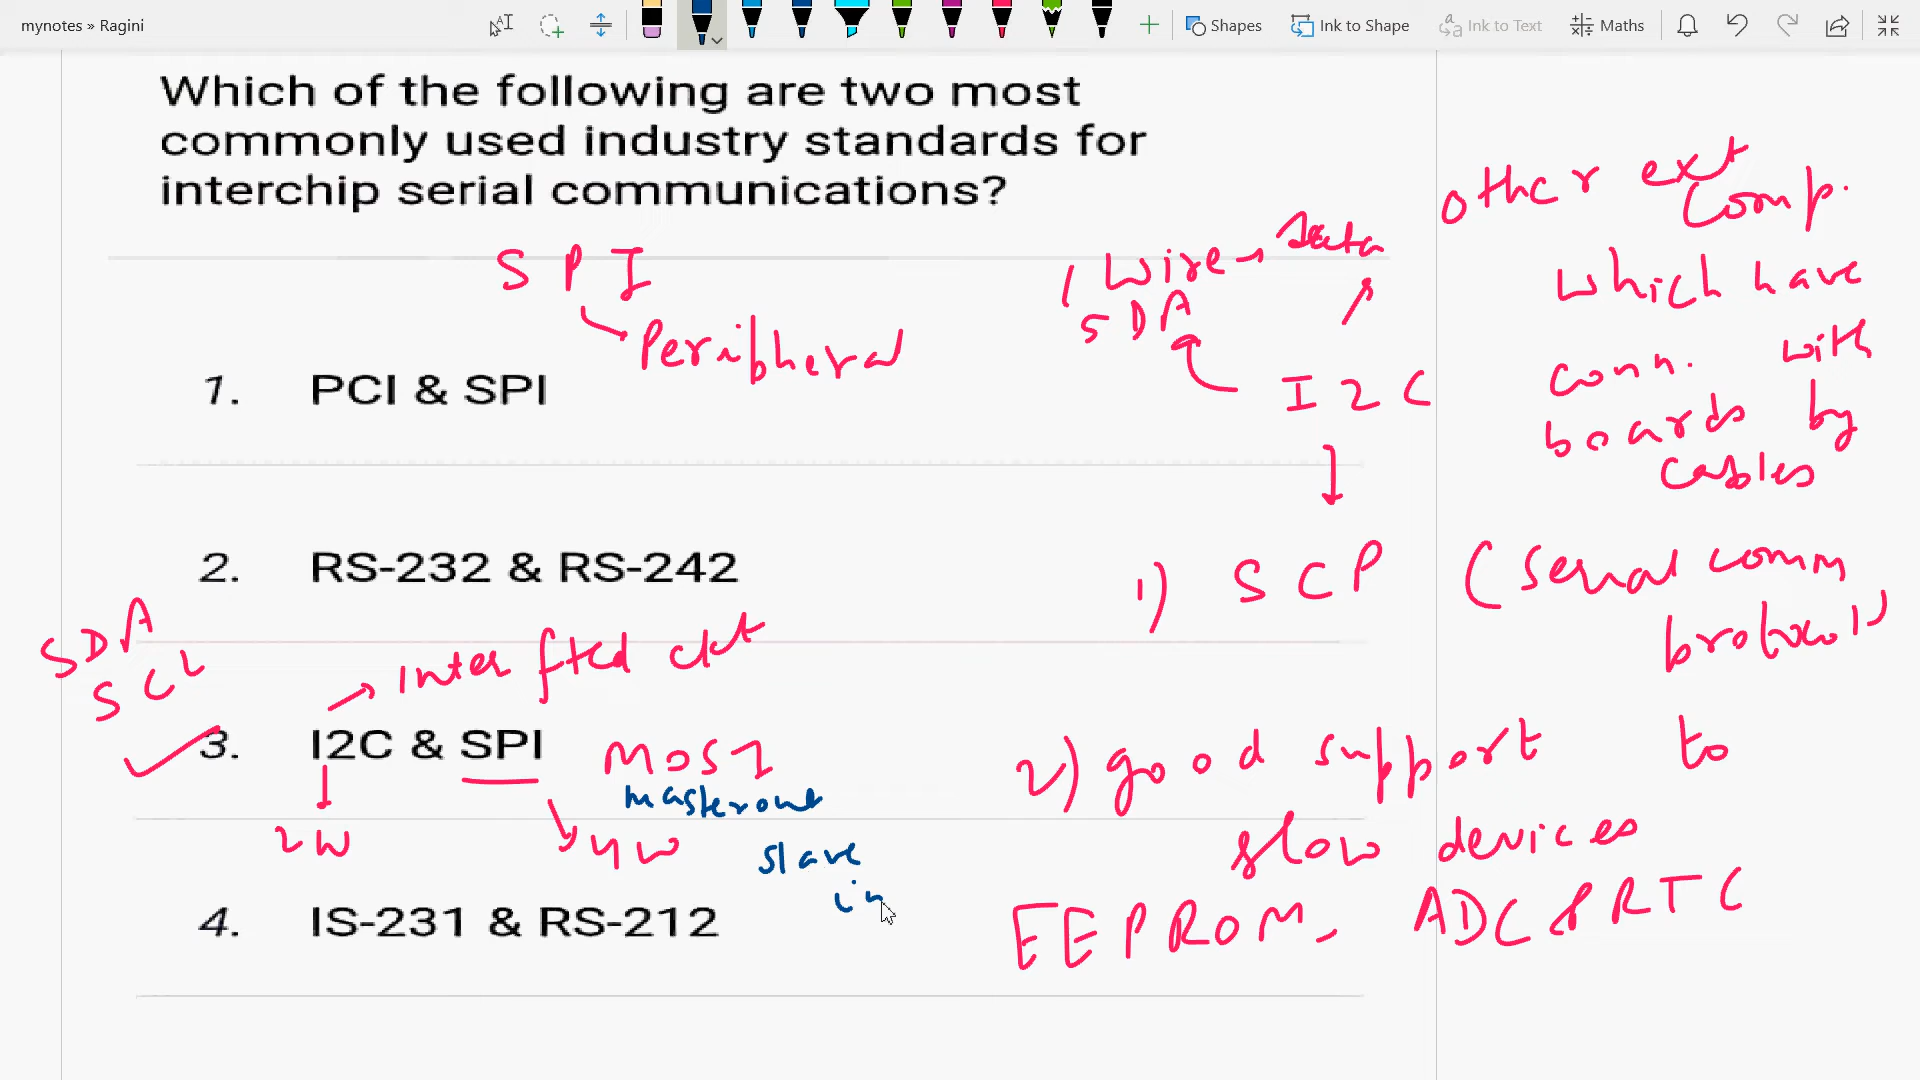 mynotes » Ragini
Shapes
Ink to Shape
Ink to Text
Maths
Which of the following are two most
commonly used industry standards for
interchip serial communications?
S P I
Peripheral
1. PCI & SPI
2. RS-232 & RS-242
SDA
SCL
Inter
ckt
3. I2C & SPI
2W
4W
MOSI
masterout
slave
in
4. IS-231 & RS-212
1 Wire
Data
SDA
I2C
1) SCP (Serial comm
2) good support to
slow devices
EEPROM, ADC & RTC
other ext
comp.
which have
conn. with
boards by
cables